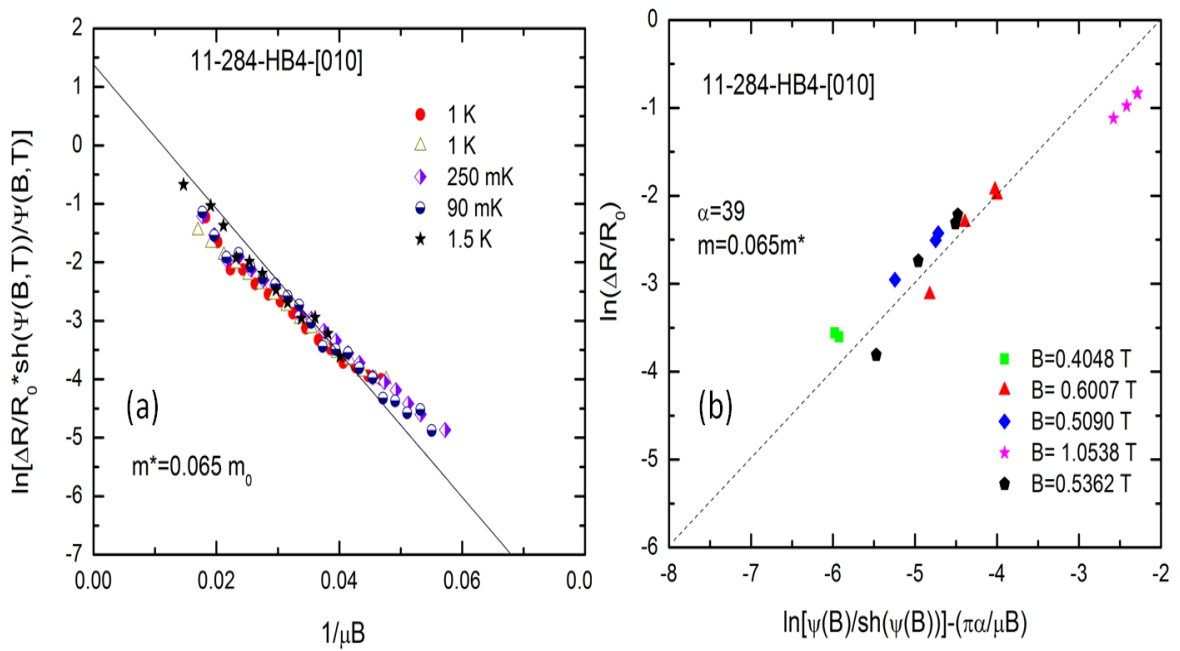 11-284-HB4-[010]
1 K
1 K
250 mK
90 mK
1.5 K
(a)
m*=0.065 m0
2
1
0
-1
-2
-3
-4
-5
-6
-7
0.00
0.02
0.04
0.06
0.0
ln[ΔR/R0*sh(Ψ(B,T))/Ψ(B,T)]
1/μB
11-284-HB4-[010]
α=39
m=0.065m*
(b)
B=0.4048 T
B= 0.6007 T
B=0.5090 T
B= 1.0538 T
B=0.5362 T
0
-1
-2
-3
-4
-5
-6
-8
-7
-6
-5
-4
-3
-2
ln(ΔR/R0)
ln[ψ(B)/sh(ψ(B))]-(πα/μB)